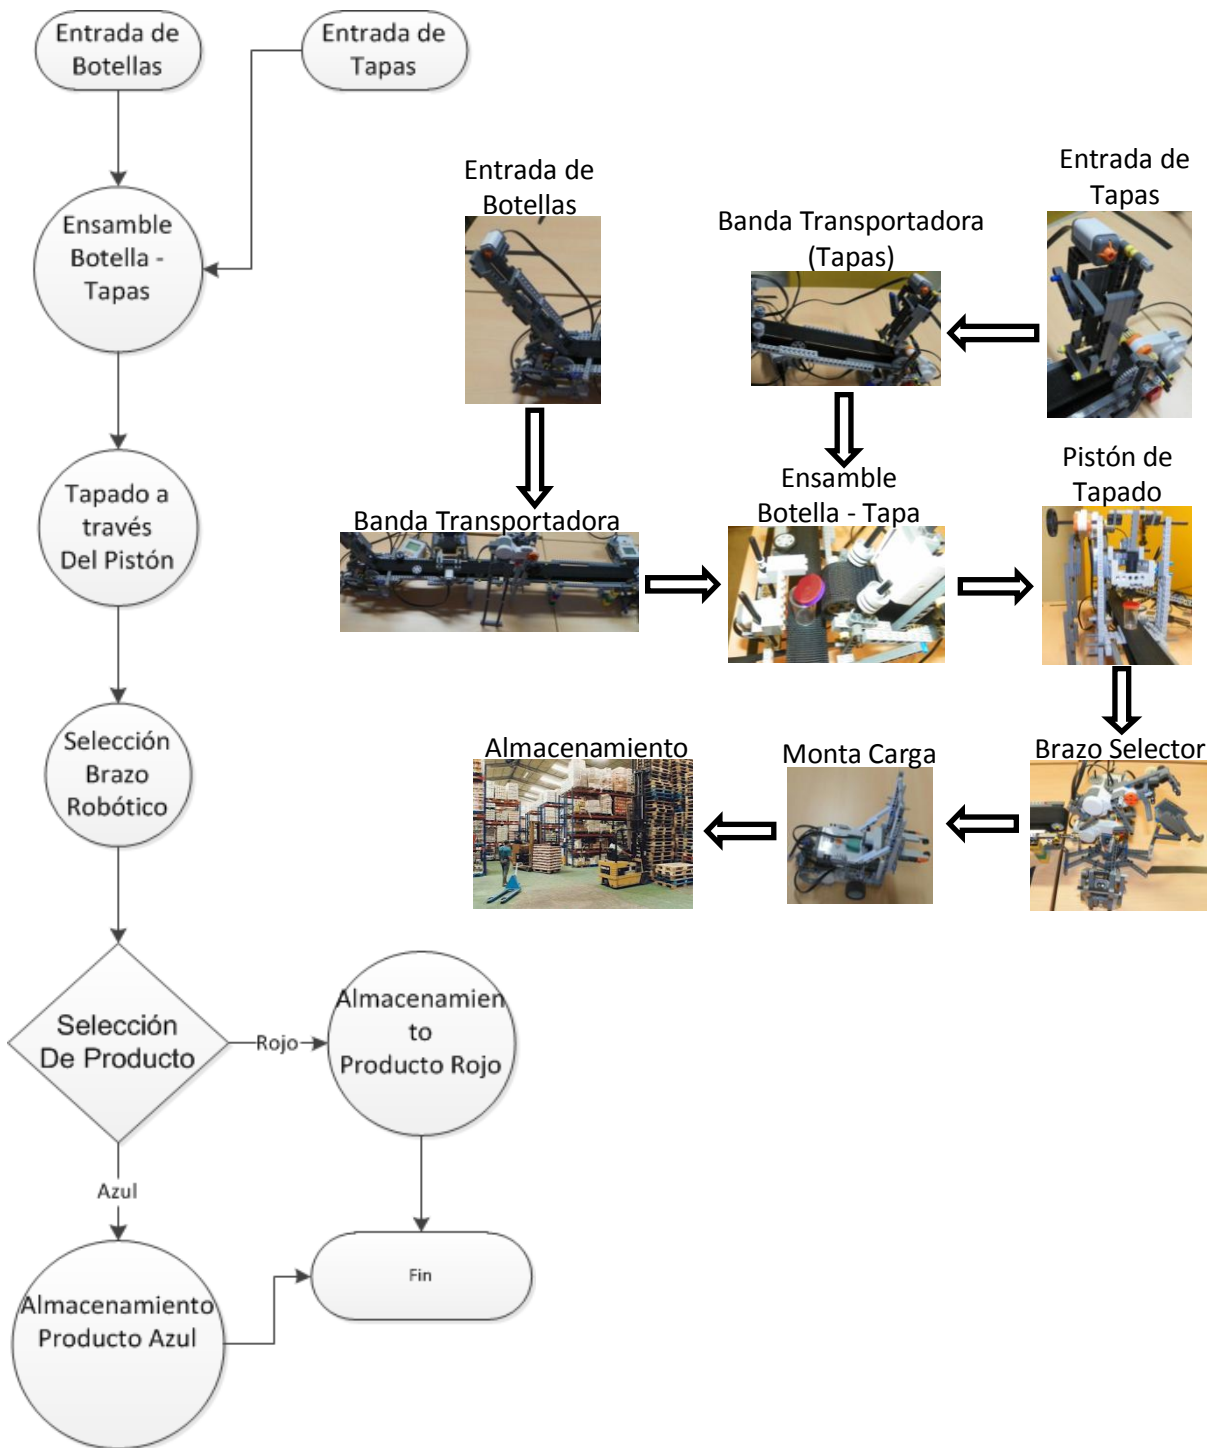 Entrada de
Botellas
Entrada de
Tapas
Ensamble
Botella -
Tapas
Tapado a
través
Del Pistón
Selección
Brazo
Robótico
Selección
De Producto
Rojo
Almacenamien
to
Producto Rojo
Azul
Almacenamiento
Producto Azul
Fin
Entrada de
Botellas
Banda Transportadora
(Tapas)
Entrada de
Tapas
Banda Transportadora
Ensamble
Botella - Tapa
Pistón de
Tapado
Almacenamiento
Monta Carga
Brazo Selector